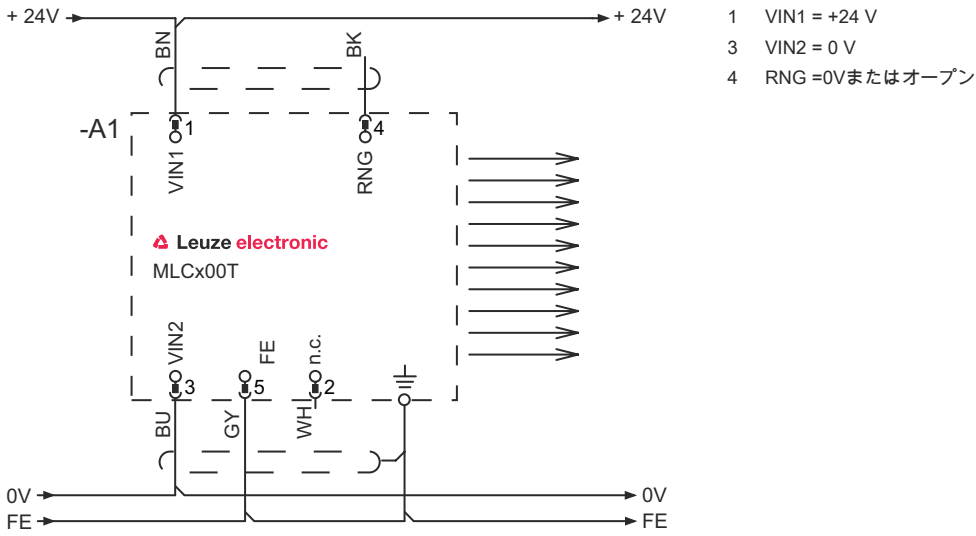 + 24V
+ 24V
1 VIN1 = +24 V
3 VIN2 = 0 V
4 RNG =0Vまたはオープン
BN
BK
-A1
1
4
VIN1
RNG
Leuze electronic
MLCx00T
VIN2
FE
n.c.
3
5
2
BU
GY
WH
0V
0V
FE
FE